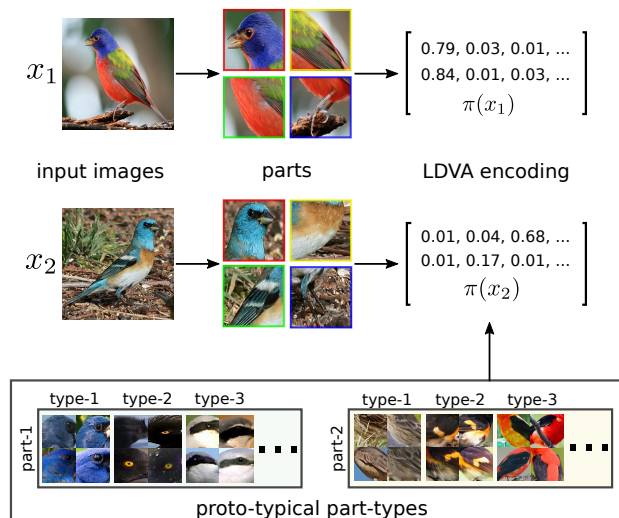 x₁
0.79, 0.03, 0.01, ...
0.84, 0.01, 0.03, ...
π(x₁)
input images
parts
LDVA encoding
x₂
0.01, 0.04, 0.68, ...
0.01, 0.17, 0.01, ...
π(x₂)
type-1 type-2 type-3
part-1
type-1 type-2 type-3
part-2
proto-typical part-types